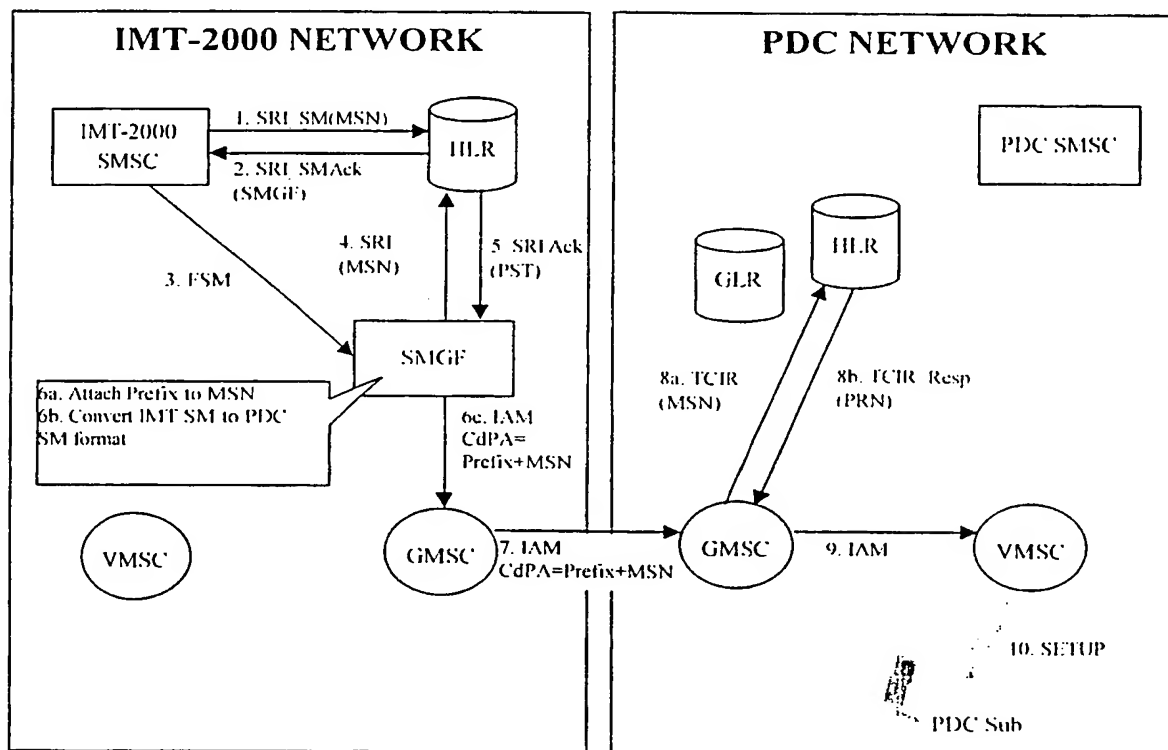 IMT-2000 NETWORK
PDC NETWORK
IMT-2000
SMSC
1. SRI_SM(MSN)
2. SRI_SMAck
(SMGF)
HLR
PDC SMSC
3. FSM
4. SRI
(MSN)
5. SRI Ack
(PST)
SMGF
GLR
HLR
6a. Attach Prefix to MSN
6b. Convert IMT SM to PDC
SM format
6c. IAM
CdPA=
Prefix+MSN
8a. TCIR
(MSN)
8b. TCIR_Resp
(PRN)
VMSC
GMSC
7. IAM
CdPA=Prefix+MSN
GMSC
9. IAM
VMSC
10. SETUP
PDC Sub